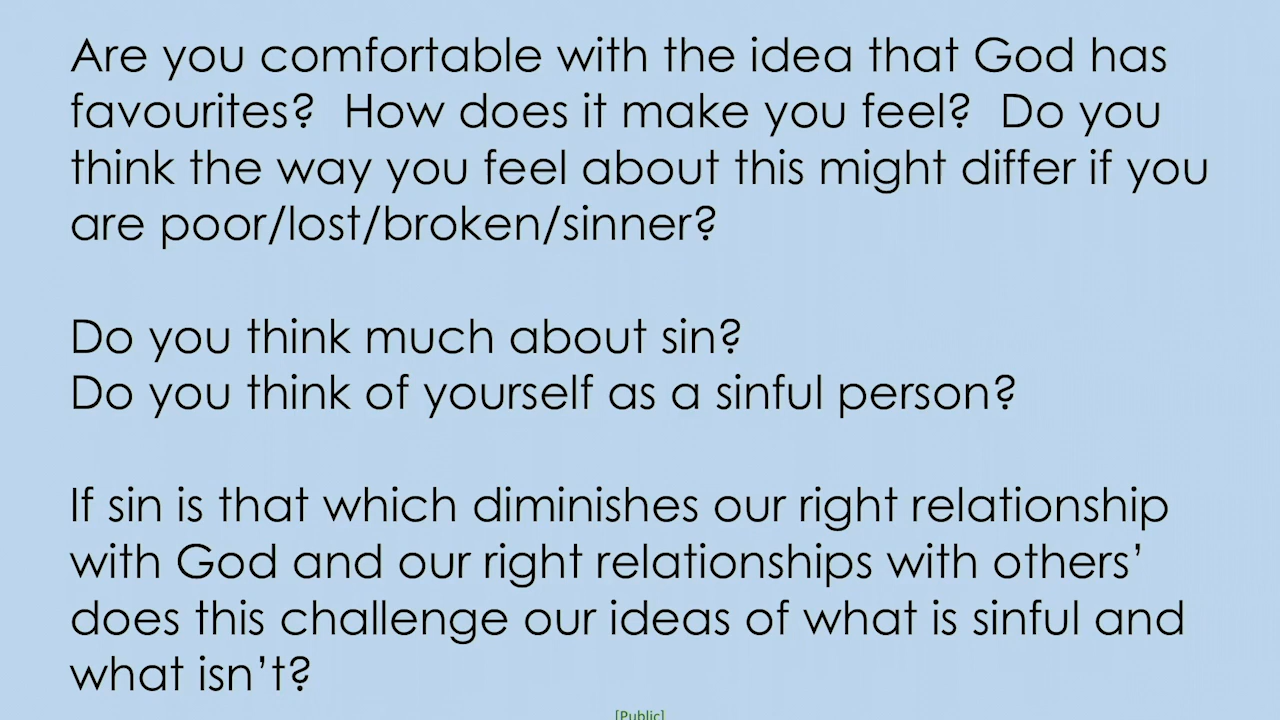 Are you comfortable with the idea that God has
favourites?  How does it make you feel?  Do you
think the way you feel about this might differ if you
are poor/lost/broken/sinner?
Do you think much about sin?
Do you think of yourself as a sinful person?
If sin is that which diminishes our right relationship
with God and our right relationships with others’
does this challenge our ideas of what is sinful and
what isn’t?
[Public]